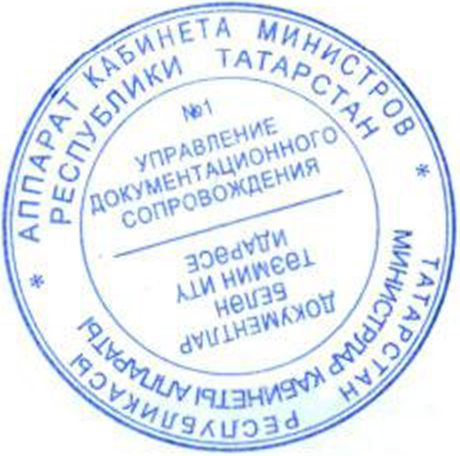 * АППАРАТ КАБИНЕТА МИНИСТРОВ *
РЕСПУБЛИКИ ТАТАРСТАН
№1
УПРАВЛЕНИЕ
ДОКУМЕНТАЦИОННОГО
СОПРОВОЖДЕНИЯ
ДОКУМЕНТЛАР
БЕЛӘН
ТӘЭМИН ИТҮ
ИДАРӘСЕ
ТАТАРСТАН РЕСПУБЛИКАСЫ
МИНИСТРЛАР КАБИНЕТЫ АППАРАТЫ